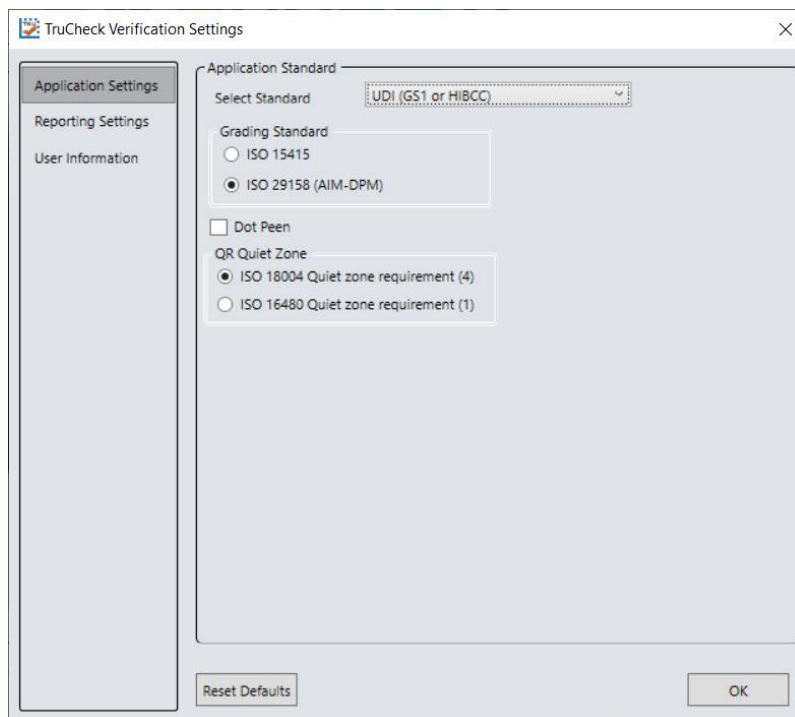 TruCheck Verification Settings
Application Settings
Reporting Settings
User Information
Application Standard
Select Standard
UDI (GS1 or HIBCC)
Grading Standard
ISO 15415
ISO 29158 (AIM-DPM)
Dot Peen
QR Quiet Zone
ISO 18004 Quiet zone requirement (4)
ISO 16480 Quiet zone requirement (1)
Reset Defaults
OK